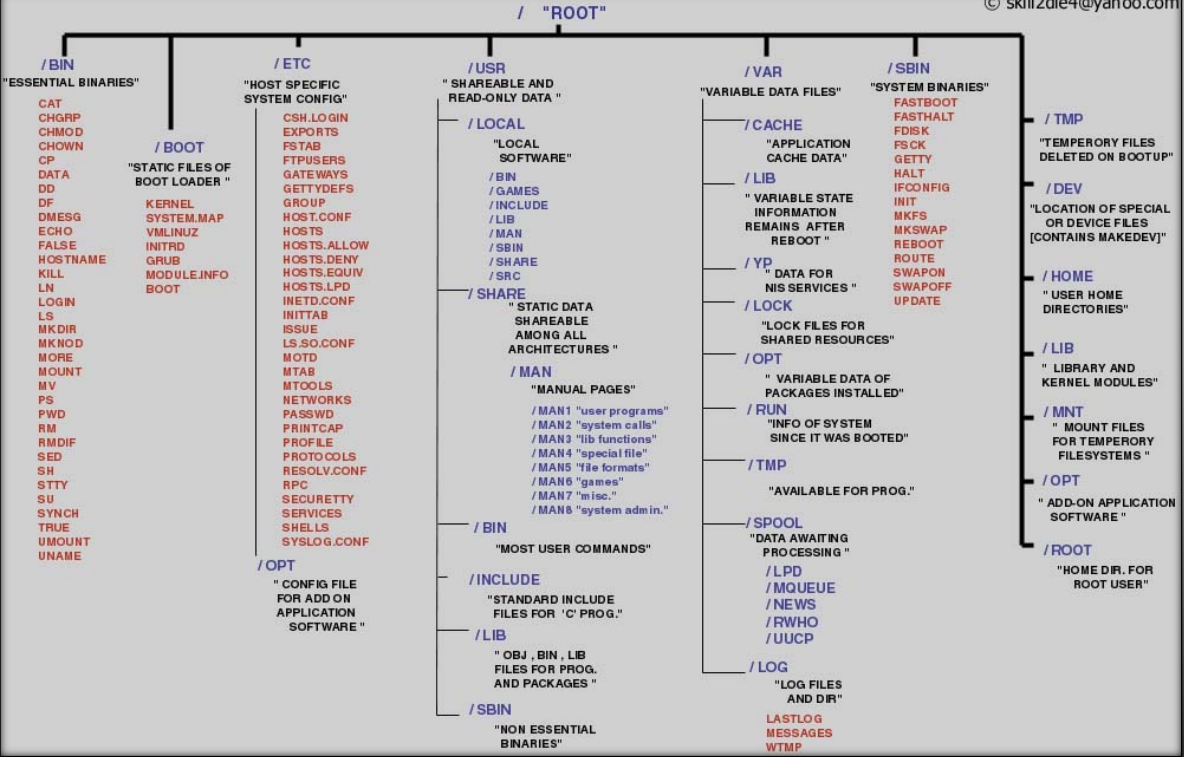 / "ROOT"
© skill2die4@yahoo.com
/ BIN
"ESSENTIAL BINARIES"
CAT
CHGRP
CHMOD
CHOWN
CP
DATA
DD
DF
DMESG
ECHO
FALSE
HOSTNAME
KILL
LN
LOGIN
LS
MKDIR
MKNOD
MORE
MOUNT
MV
PS
PWD
RM
RMDIF
SED
SH
STTY
SU
SYNCH
TRUE
UMOUNT
UNAME
/ BOOT
"STATIC FILES OF
BOOT LOADER "
KERNEL
SYSTEM.MAP
VMLINUZ
INITRD
GRUB
MODULE.INFO
BOOT
/ ETC
"HOST SPECIFIC
SYSTEM CONFIG"
CSH.LOGIN
EXPORTS
FSTAB
FTPUSERS
GATEWAYS
GETTYDEFS
GROUP
HOST.CONF
HOSTS
HOSTS.ALLOW
HOSTS.DENY
HOSTS.EQUIV
HOSTS.LPD
INETD.CONF
INITTAB
ISSUE
LS.SO.CONF
MOTD
MTAB
MTOOLS
NETWORKS
PASSWD
PRINTCAP
PROFILE
PROTOCOLS
RESOLV.CONF
RPC
SECURETTY
SERVICES
SHELLS
SYSLOG.CONF
/ OPT
" CONFIG FILE
FOR ADD ON
APPLICATION
SOFTWARE "
/ USR
" SHAREABLE AND
READ-ONLY DATA "
/ LOCAL
"LOCAL
SOFTWARE"
/ BIN
/ GAMES
/ INCLUDE
/ LIB
/ MAN
/ SBIN
/ SHARE
/ SRC
/ SHARE
" STATIC DATA
SHAREABLE
AMONG ALL
ARCHITECTURES "
/ MAN
"MANUAL PAGES"
/ MAN1 "user programs"
/ MAN2 "system calls"
/ MAN3 "lib functions"
/ MAN4 "special file"
/ MAN5 "file formats"
/ MAN6 "games"
/ MAN7 "misc."
/ MAN8 "system admin."
/ BIN
"MOST USER COMMANDS"
/ INCLUDE
"STANDARD INCLUDE
FILES FOR 'C' PROG."
/ LIB
" OBJ , BIN , LIB
FILES FOR PROG.
AND PACKAGES "
/ SBIN
"NON ESSENTIAL
BINARIES"
/ VAR
"VARIABLE DATA FILES"
/ CACHE
"APPLICATION
CACHE DATA"
/ LIB
" VARIABLE STATE
INFORMATION
REMAINS AFTER
REBOOT "
/ YP
" DATA FOR
NIS SERVICES "
/ LOCK
"LOCK FILES FOR
SHARED RESOURCES"
/ OPT
" VARIABLE DATA OF
PACKAGES INSTALLED"
/ RUN
"INFO OF SYSTEM
SINCE IT WAS BOOTED"
/ TMP
"AVAILABLE FOR PROG."
/ SPOOL
"DATA AWAITING
PROCESSING "
/ LPD
/ MQUEUE
/ NEWS
/ RWHO
/ UUCP
/ LOG
"LOG FILES
AND DIR"
LASTLOG
MESSAGES
WTMP
/ SBIN
"SYSTEM BINARIES"
FASTBOOT
FASTHALT
FDISK
FSCK
GETTY
HALT
IFCONFIG
INIT
MKFS
MKSWAP
REBOOT
ROUTE
SWAPON
SWAPOFF
UPDATE
/ TMP
"TEMPERORY FILES
DELETED ON BOOTUP"
/ DEV
"LOCATION OF SPECIAL
OR DEVICE FILES
[CONTAINS MAKEDEV]"
/ HOME
" USER HOME
DIRECTORIES"
/ LIB
" LIBRARY AND
KERNEL MODULES"
/ MNT
" MOUNT FILES
FOR TEMPERORY
FILESYSTEMS "
/ OPT
" ADD-ON APPLICATION
SOFTWARE "
/ ROOT
"HOME DIR. FOR
ROOT USER"